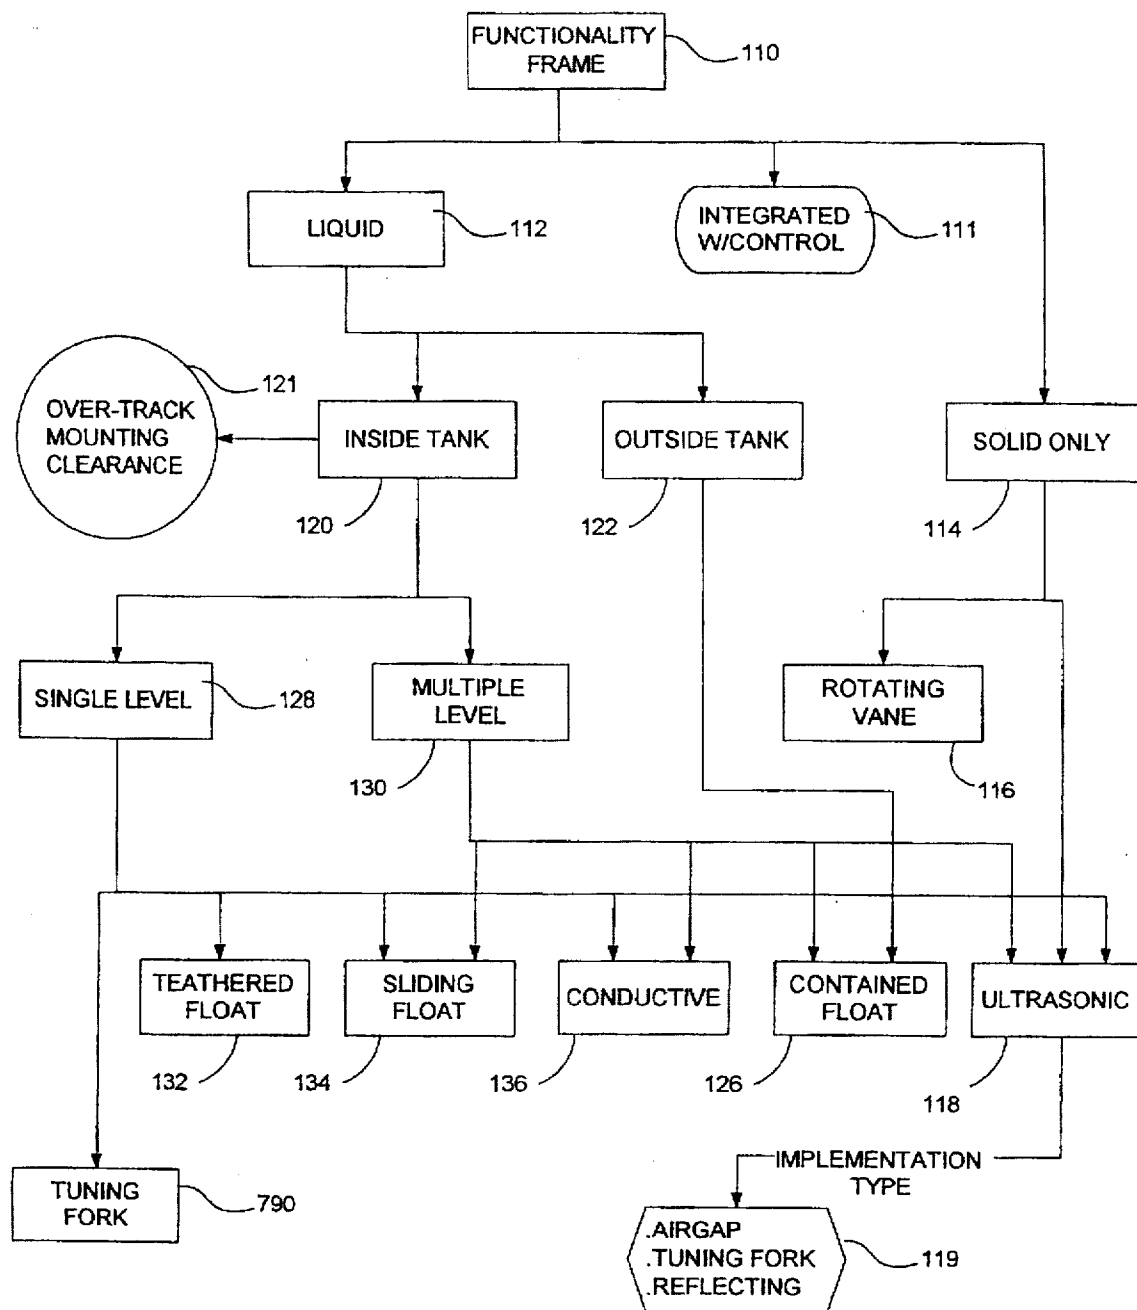 FUNCTIONALITY
FRAME
110
LIQUID
112
INTEGRATED
W/CONTROL
111
121
OVER-TRACK
MOUNTING
CLEARANCE
INSIDE TANK
120
OUTSIDE TANK
122
SOLID ONLY
114
SINGLE LEVEL
128
MULTIPLE
LEVEL
130
ROTATING
VANE
116
TEATHERED
FLOAT
132
SLIDING
FLOAT
134
CONDUCTIVE
136
CONTAINED
FLOAT
126
ULTRASONIC
118
IMPLEMENTATION
TYPE
TUNING
FORK
790
.AIRGAP
.TUNING FORK
.REFLECTING
119